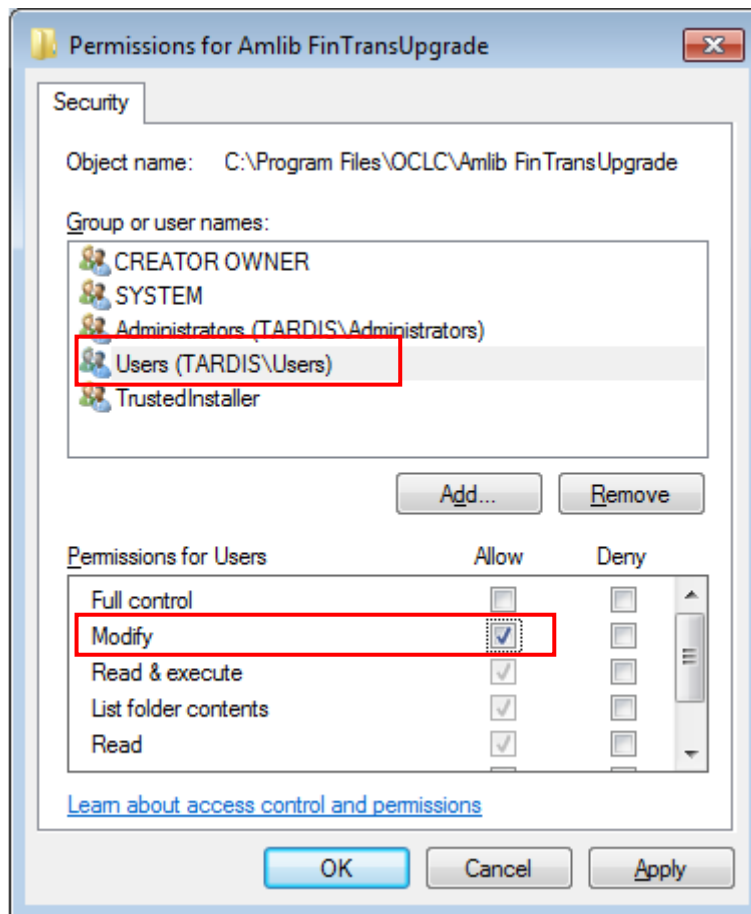 Permissions for Amlib FinTransUpgrade
Security
Object name: C:\Program Files\OCLC\Amlib FinTransUpgrade
Group or user names:
CREATOR OWNER
SYSTEM
Administrators (TARDIS\Administrators)
Users (TARDIS\Users)
TrustedInstaller
Add... Remove
Permissions for Users Allow Deny
Full control
Modify
Read & execute
List folder contents
Read
Learn about access control and permissions
OK Cancel Apply